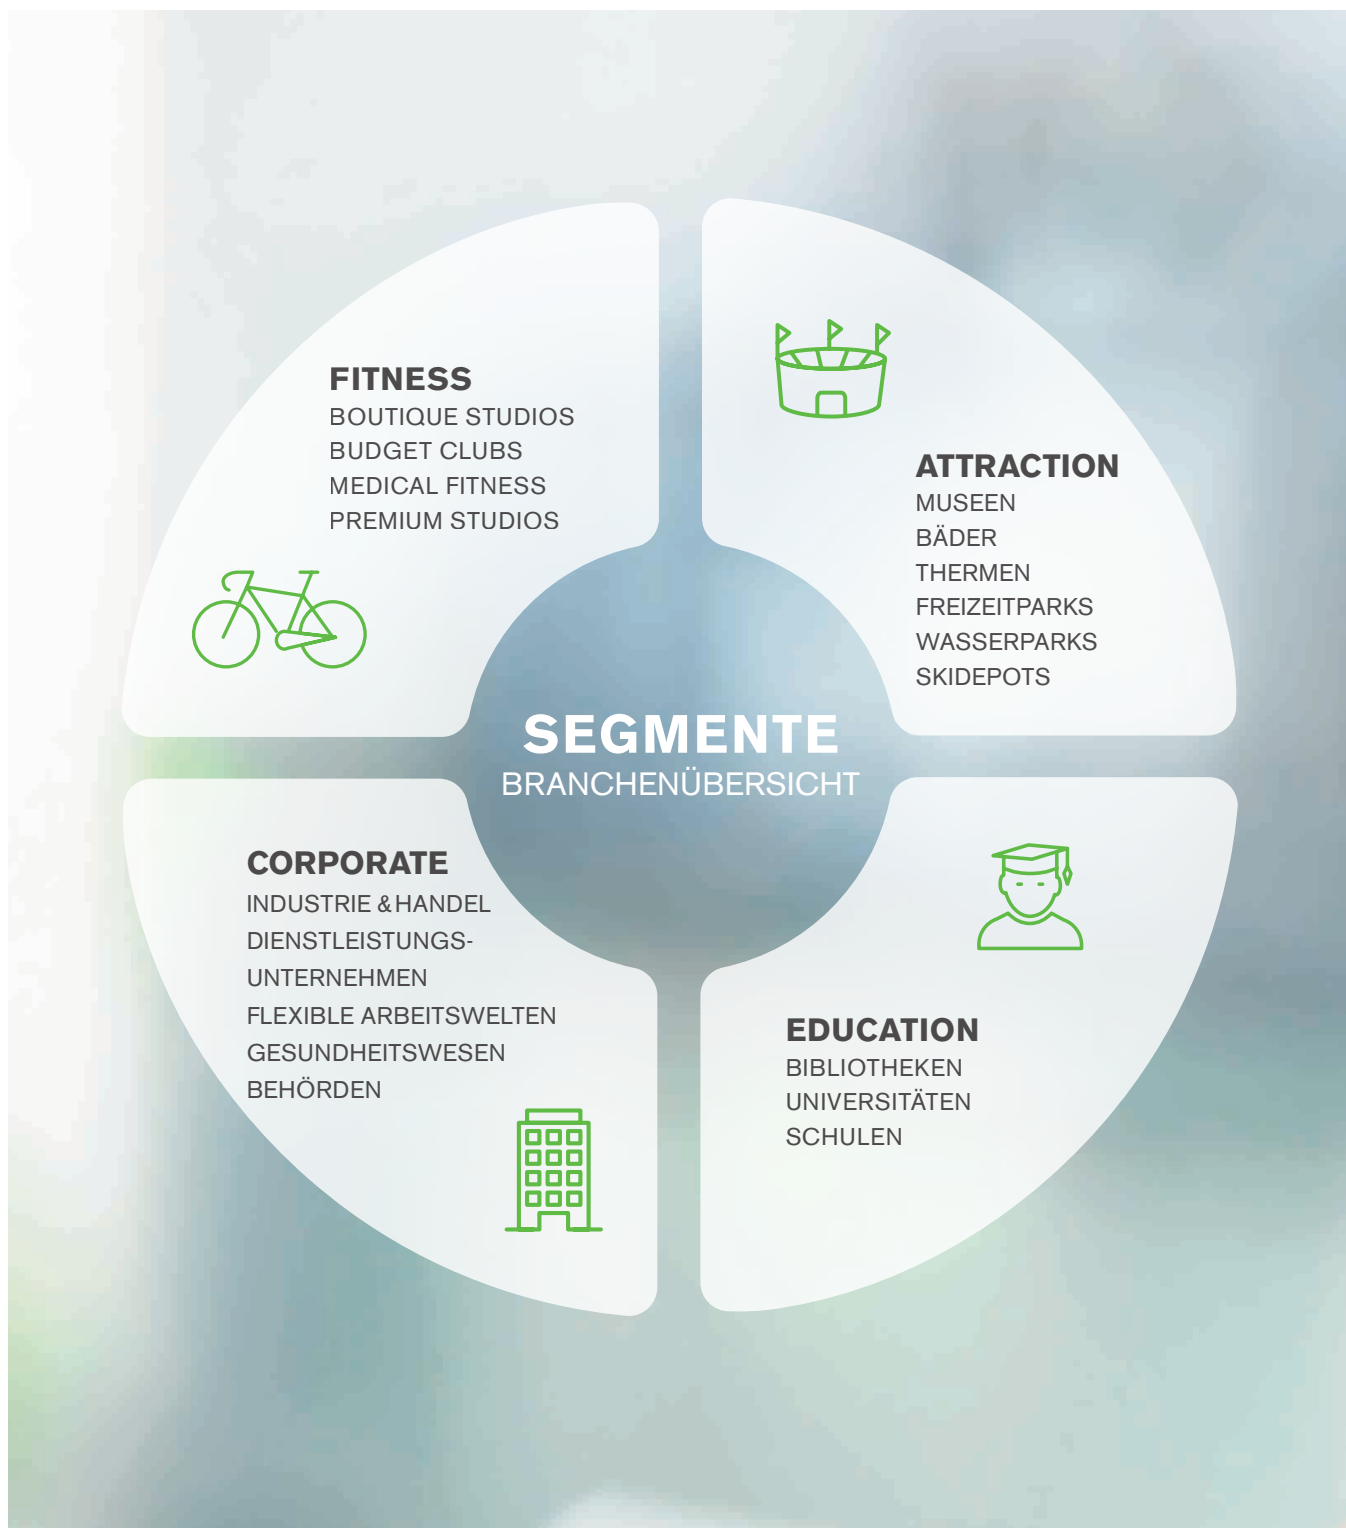 FITNESS
BOUTIQUE STUDIOS
BUDGET CLUBS
MEDICAL FITNESS
PREMIUM STUDIOS
ATTRACTION
MUSEEN
BÄDER
THERMEN
FREIZEITPARKS
WASSERPARKS
SKIDEPOTS
SEGMENTE
BRANCHENÜBERSICHT
CORPORATE
INDUSTRIE & HANDEL
DIENSTLEISTUNGS-
UNTERNEHMEN
FLEXIBLE ARBEITSWELTEN
GESUNDHEITSWESEN
BEHÖRDEN
EDUCATION
BIBLIOTHEKEN
UNIVERSITÄTEN
SCHULEN